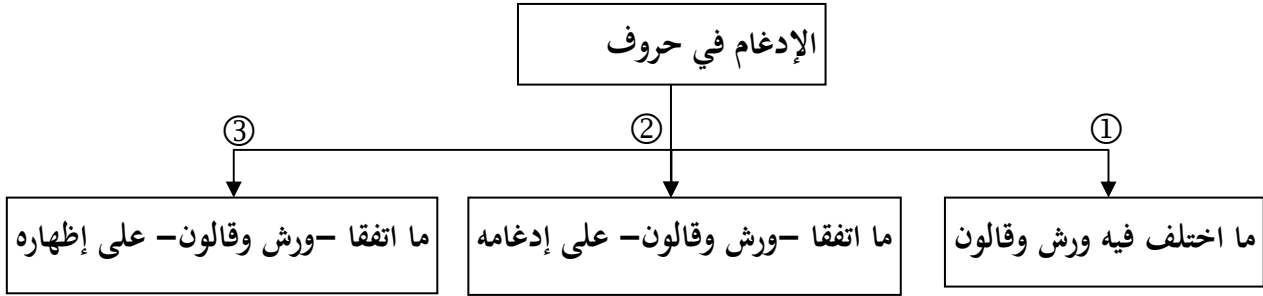 الإدغام في حروف
①
②
③
ما اختلف فيه ورش وقالون
ما اتفقا –ورش وقالون– على إدغامه
ما اتفقا –ورش وقالون– على إظهاره